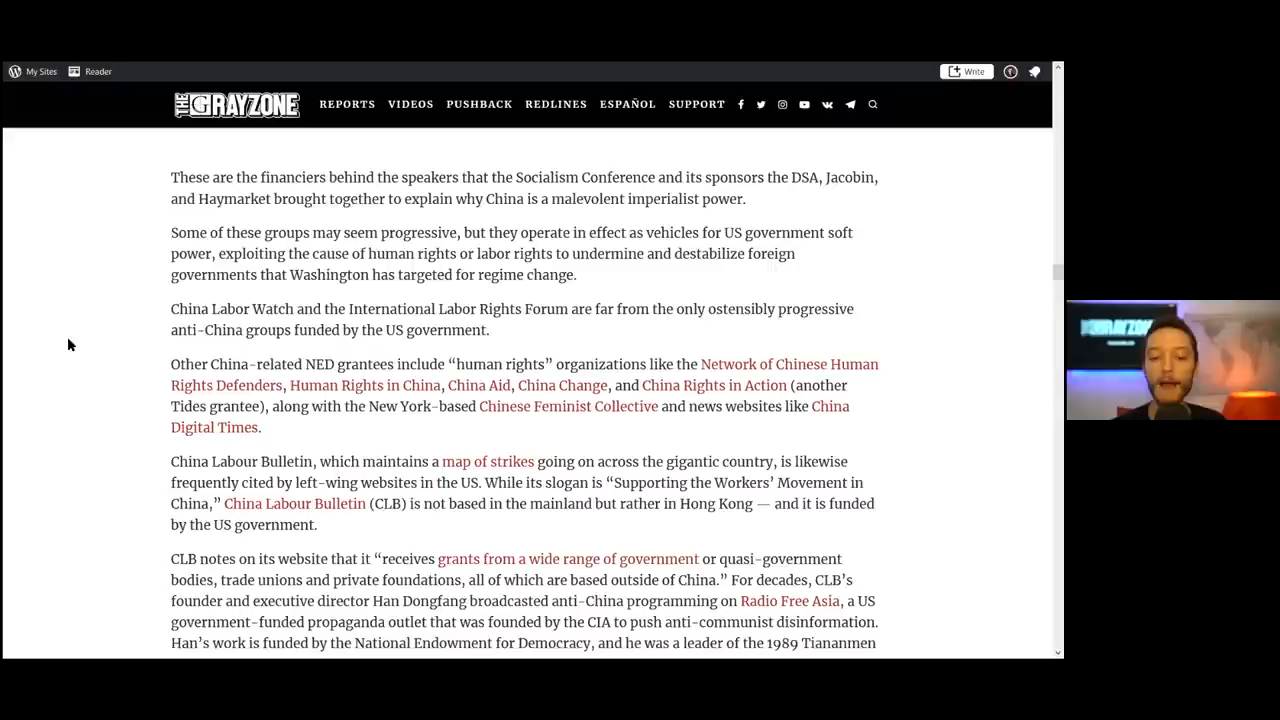 My Sites Reader Write
THE GRAYZONE REPORTS VIDEOS PUSHBACK REDLINES ESPAÑOL SUPPORT
These are the financiers behind the speakers that the Socialism Conference and its sponsors the DSA, Jacobin,
and Haymarket brought together to explain why China is a malevolent imperialist power.
Some of these groups may seem progressive, but they operate in effect as vehicles for US government soft
power, exploiting the cause of human rights or labor rights to undermine and destabilize foreign
governments that Washington has targeted for regime change.
China Labor Watch and the International Labor Rights Forum are far from the only ostensibly progressive
anti-China groups funded by the US government.
Other China-related NED grantees include “human rights” organizations like the Network of Chinese Human
Rights Defenders, Human Rights in China, China Aid, China Change, and China Rights in Action (another
Tides grantee), along with the New York-based Chinese Feminist Collective and news websites like China
Digital Times.
China Labour Bulletin, which maintains a map of strikes going on across the gigantic country, is likewise
frequently cited by left-wing websites in the US. While its slogan is “Supporting the Workers’ Movement in
China,” China Labour Bulletin (CLB) is not based in the mainland but rather in Hong Kong — and it is funded
by the US government.
CLB notes on its website that it “receives grants from a wide range of government or quasi-government
bodies, trade unions and private foundations, all of which are based outside of China.” For decades, CLB’s
founder and executive director Han Dongfang broadcasted anti-China programming on Radio Free Asia, a US
government-funded propaganda outlet that was founded by the CIA to push anti-communist disinformation.
Han’s work is funded by the National Endowment for Democracy, and he was a leader of the 1989 Tiananmen